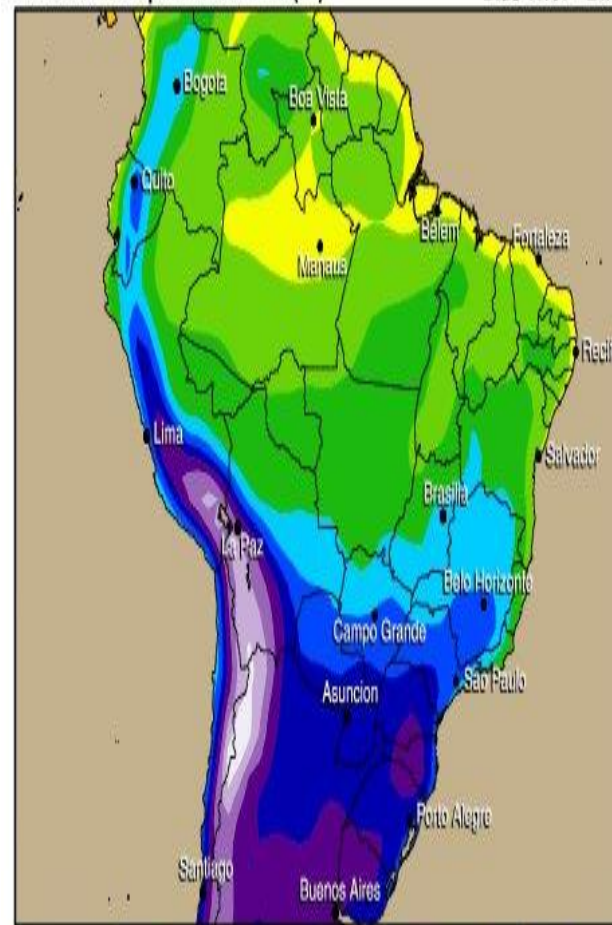 Bogota
Boa Vista
Quito
Belem
Fortaleza
Manaus
Recif
Lima
Salvador
Brasilia
La Paz
Belo Horizonte
Campo Grande
Asuncion
Sao Paulo
Porto Alegre
Santiago
Buenos Aires